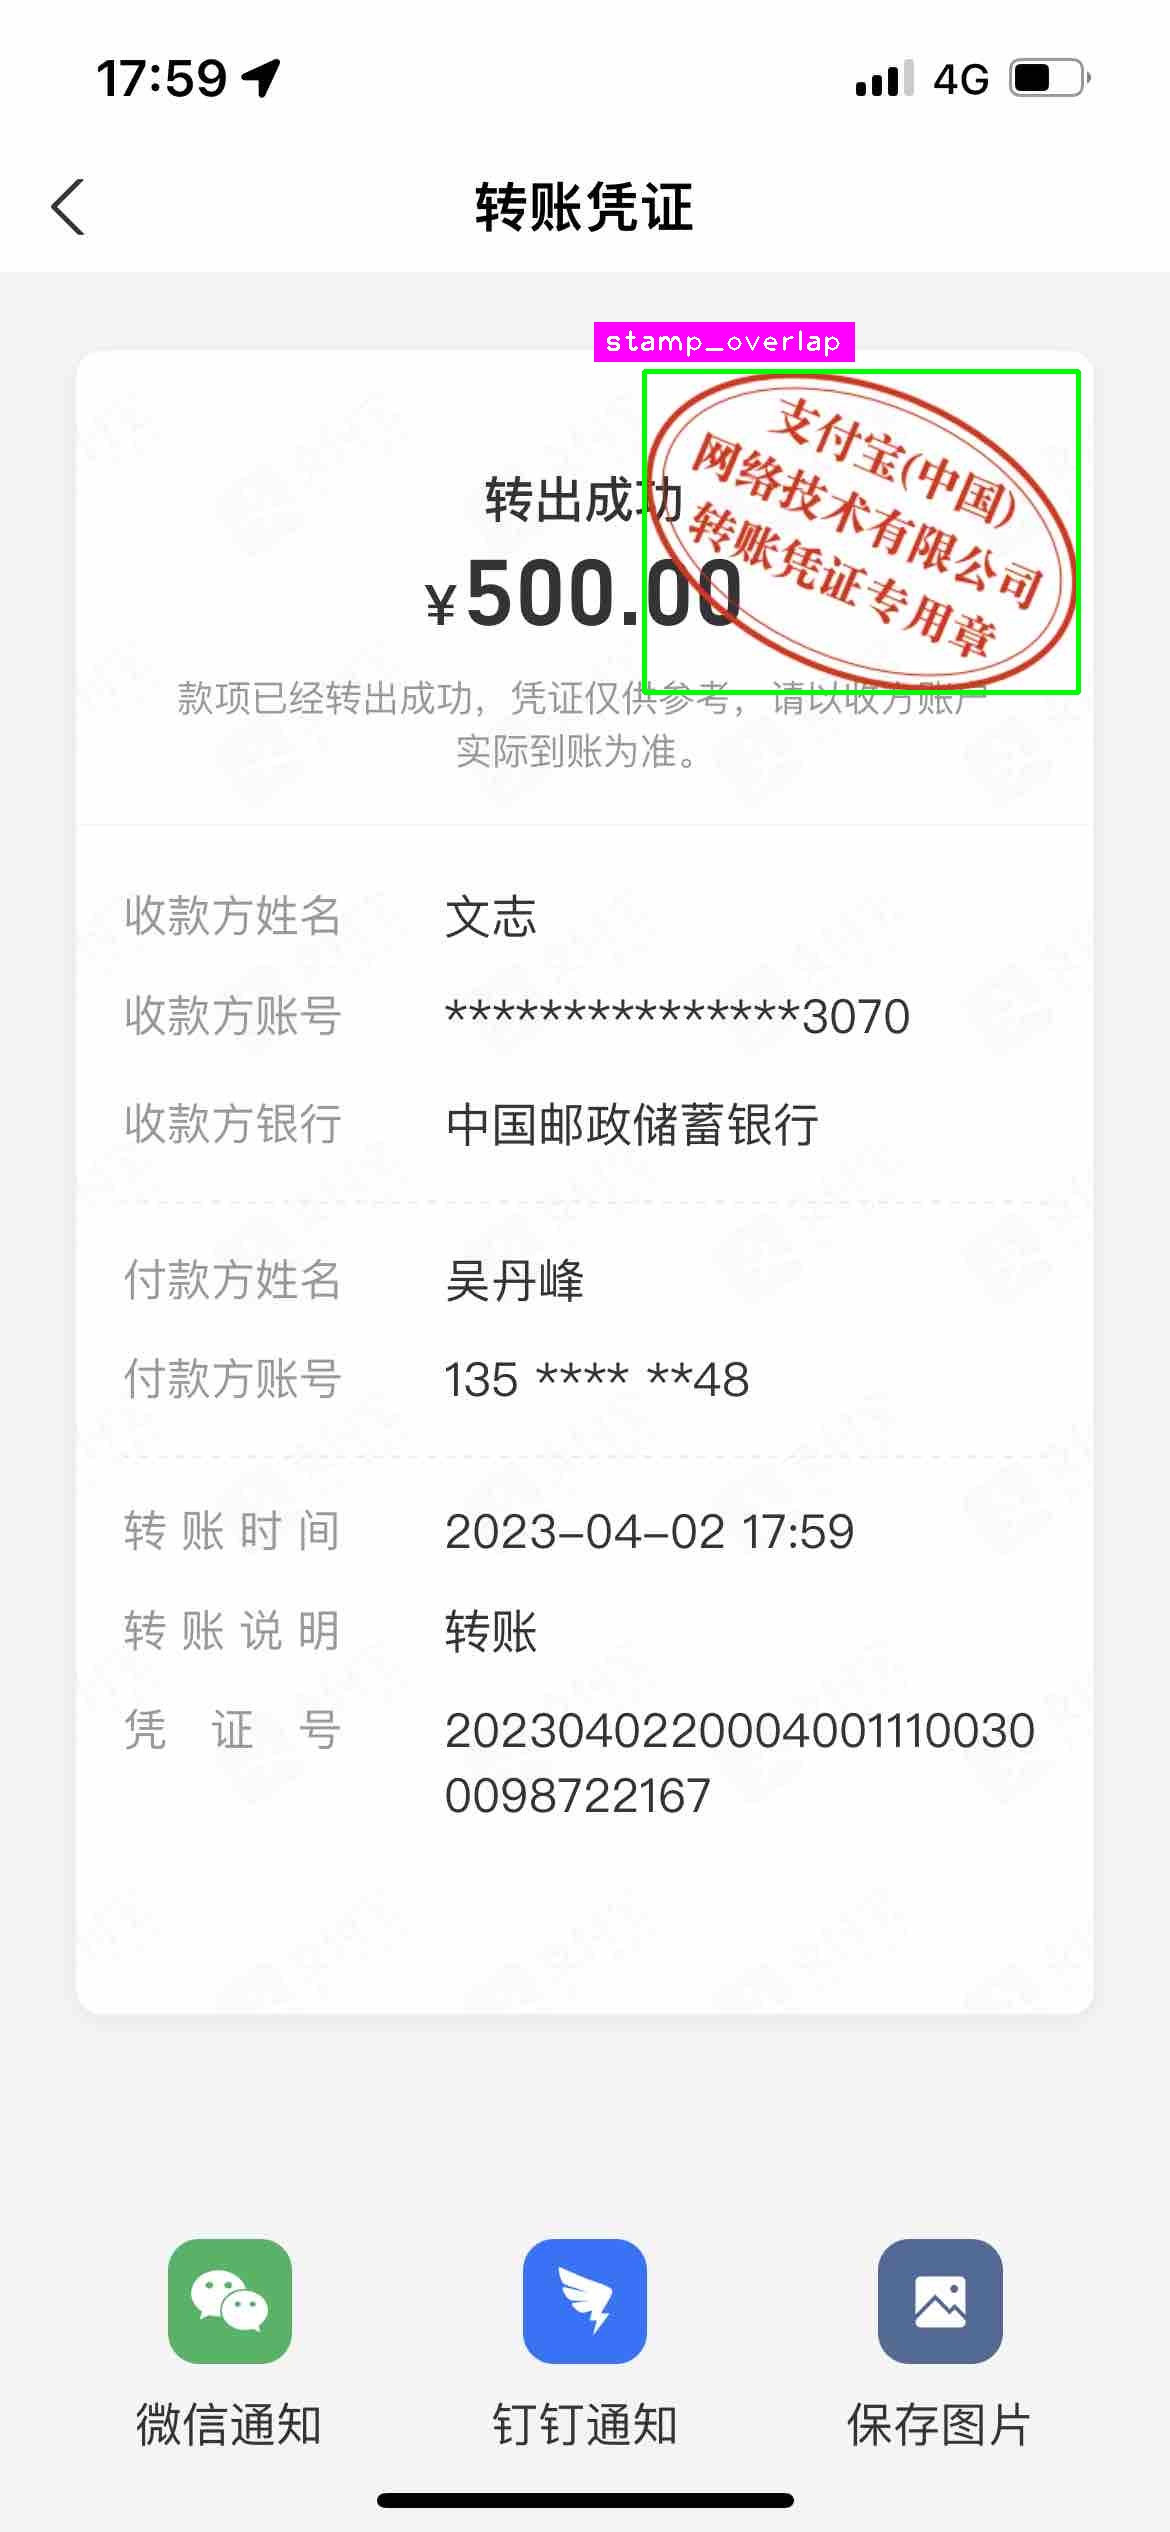 17:59
4G
转账凭证
stamp_overlap
支付宝(中国)
网络技术有限公司
转账凭证专用章
转出成功
¥500.00
款项已经转出成功，凭证仅供参考，请以收方账户
实际到账为准。
收款方姓名 文志
收款方账号 ***************3070
收款方银行 中国邮政储蓄银行
付款方姓名 吴丹峰
付款方账号 135 **** **48
转账时间 2023-04-02 17:59
转账说明 转账
凭证号 2023040220004001110030
0098722167
微信通知
钉钉通知
保存图片